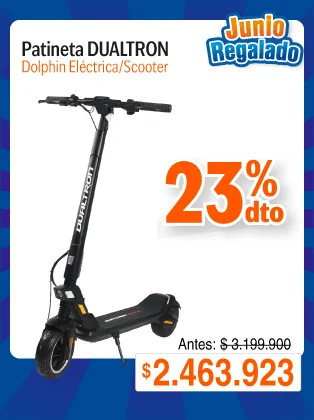 Junio
Regalado
Patineta DUALTRON
Dolphin Eléctrica/Scooter
DUALTRON
23%
dto
Antes: $ 3.199.900
$2.463.923